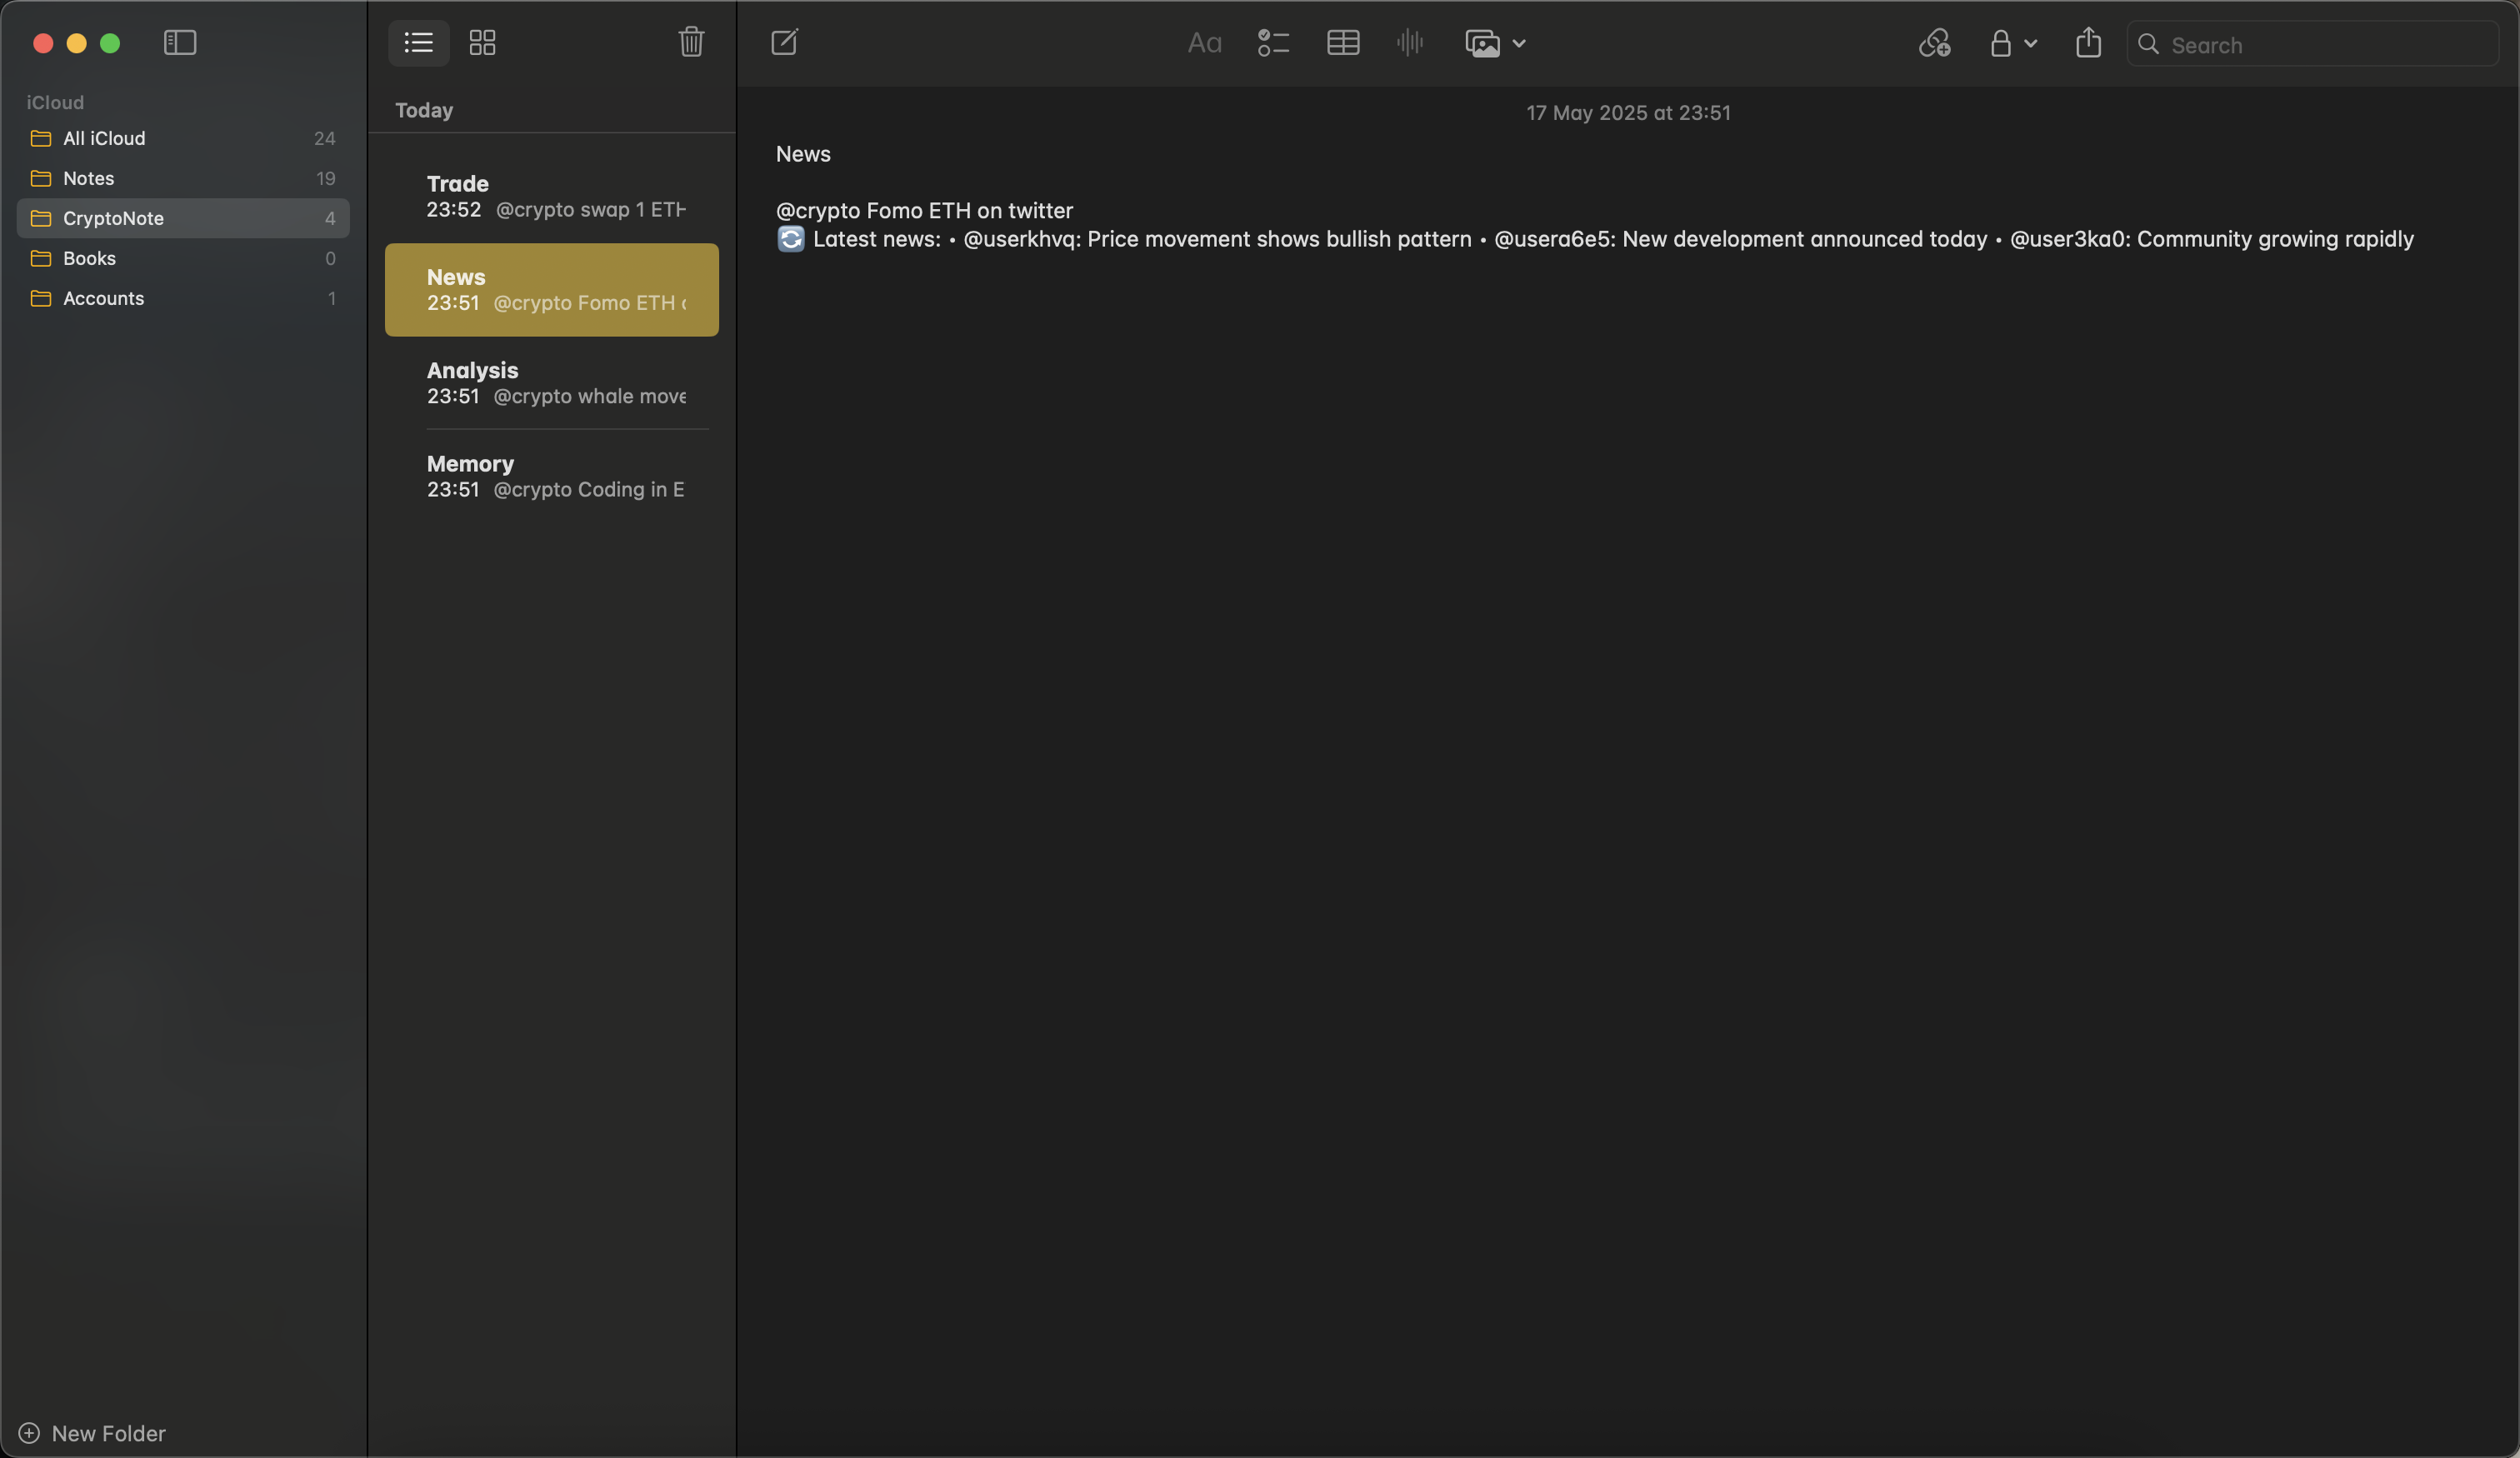 iCloud
All iCloud 24
Notes 19
CryptoNote 4
Books 0
Accounts 1
New Folder
Today
Trade
23:52 @crypto swap 1 ETH
News
23:51 @crypto Fomo ETH
Analysis
23:51 @crypto whale move
Memory
23:51 @crypto Coding in E
Aa
Search
17 May 2025 at 23:51
News
@crypto Fomo ETH on twitter
🔄 Latest news: • @userkhvq: Price movement shows bullish pattern • @usera6e5: New development announced today • @user3ka0: Community growing rapidly